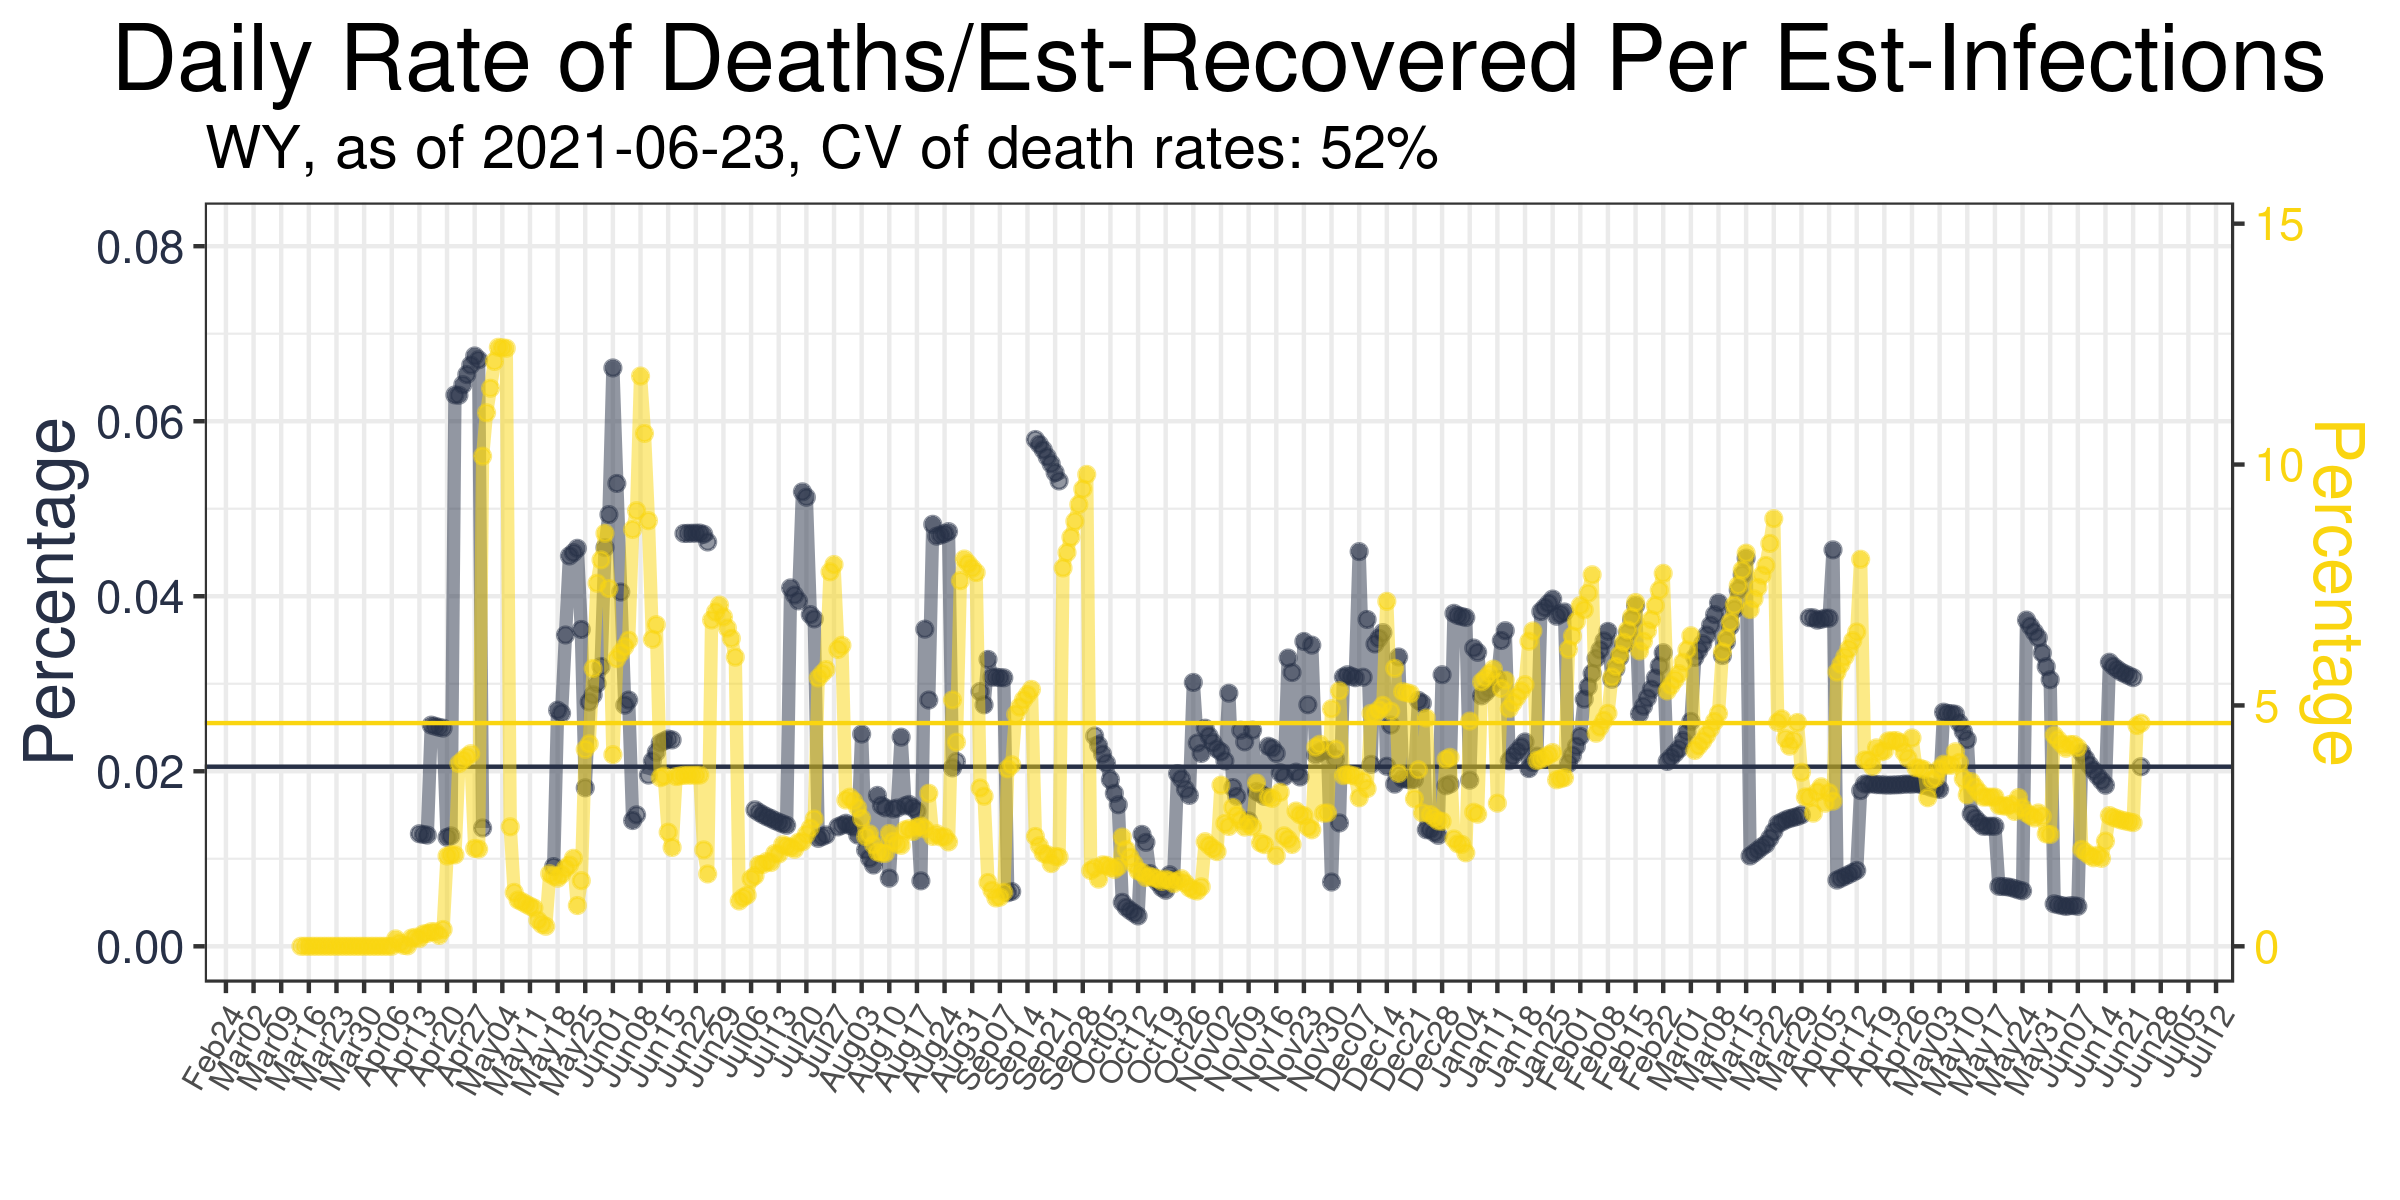 Daily Rate of Deaths/Est-Recovered Per Est-Infections
WY, as of 2021-06-23, CV of death rates: 52%
Percentage
0.08
0.06
0.04
0.02
0.00
15
10
5
0
Percentage
Feb24
Mar02
Mar09
Mar16
Mar23
Mar30
Apr06
Apr13
Apr20
Apr27
May04
May11
May18
May25
Jun01
Jun08
Jun15
Jun22
Jun29
Jul06
Jul13
Jul20
Jul27
Aug03
Aug10
Aug17
Aug24
Aug31
Sep07
Sep14
Sep21
Sep28
Oct05
Oct12
Oct19
Oct26
Nov02
Nov09
Nov16
Nov23
Nov30
Dec07
Dec14
Dec21
Dec28
Jan04
Jan11
Jan18
Jan25
Feb01
Feb08
Feb15
Feb22
Mar01
Mar08
Mar15
Mar22
Mar29
Apr05
Apr12
Apr19
Apr26
May03
May10
May17
May24
May31
Jun07
Jun14
Jun21
Jun28
Jul05
Jul12